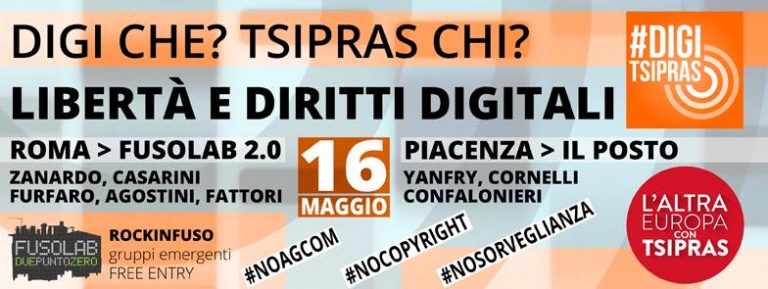 DIGI CHE? TSIPRAS CHI?
#DIGI
TSIPRAS
LIBERTÀ E DIRITTI DIGITALI
ROMA > FUSOLAB 2.0
ZANARDO, CASARINI
FURFARO, AGOSTINI, FATTORI
16
MAGGIO
PIACENZA > IL POSTO
YANFRY, CORNELLI
CONFALONIERI
FUSOLAB
DUEPUNTOZERO
ROCKINFUSO
gruppi emergenti
FREE ENTRY
#NOAGCOM
#NOCOPYRIGHT
#NOSORVEGLIANZA
L'ALTRA
EUROPA
CON
TSIPRAS